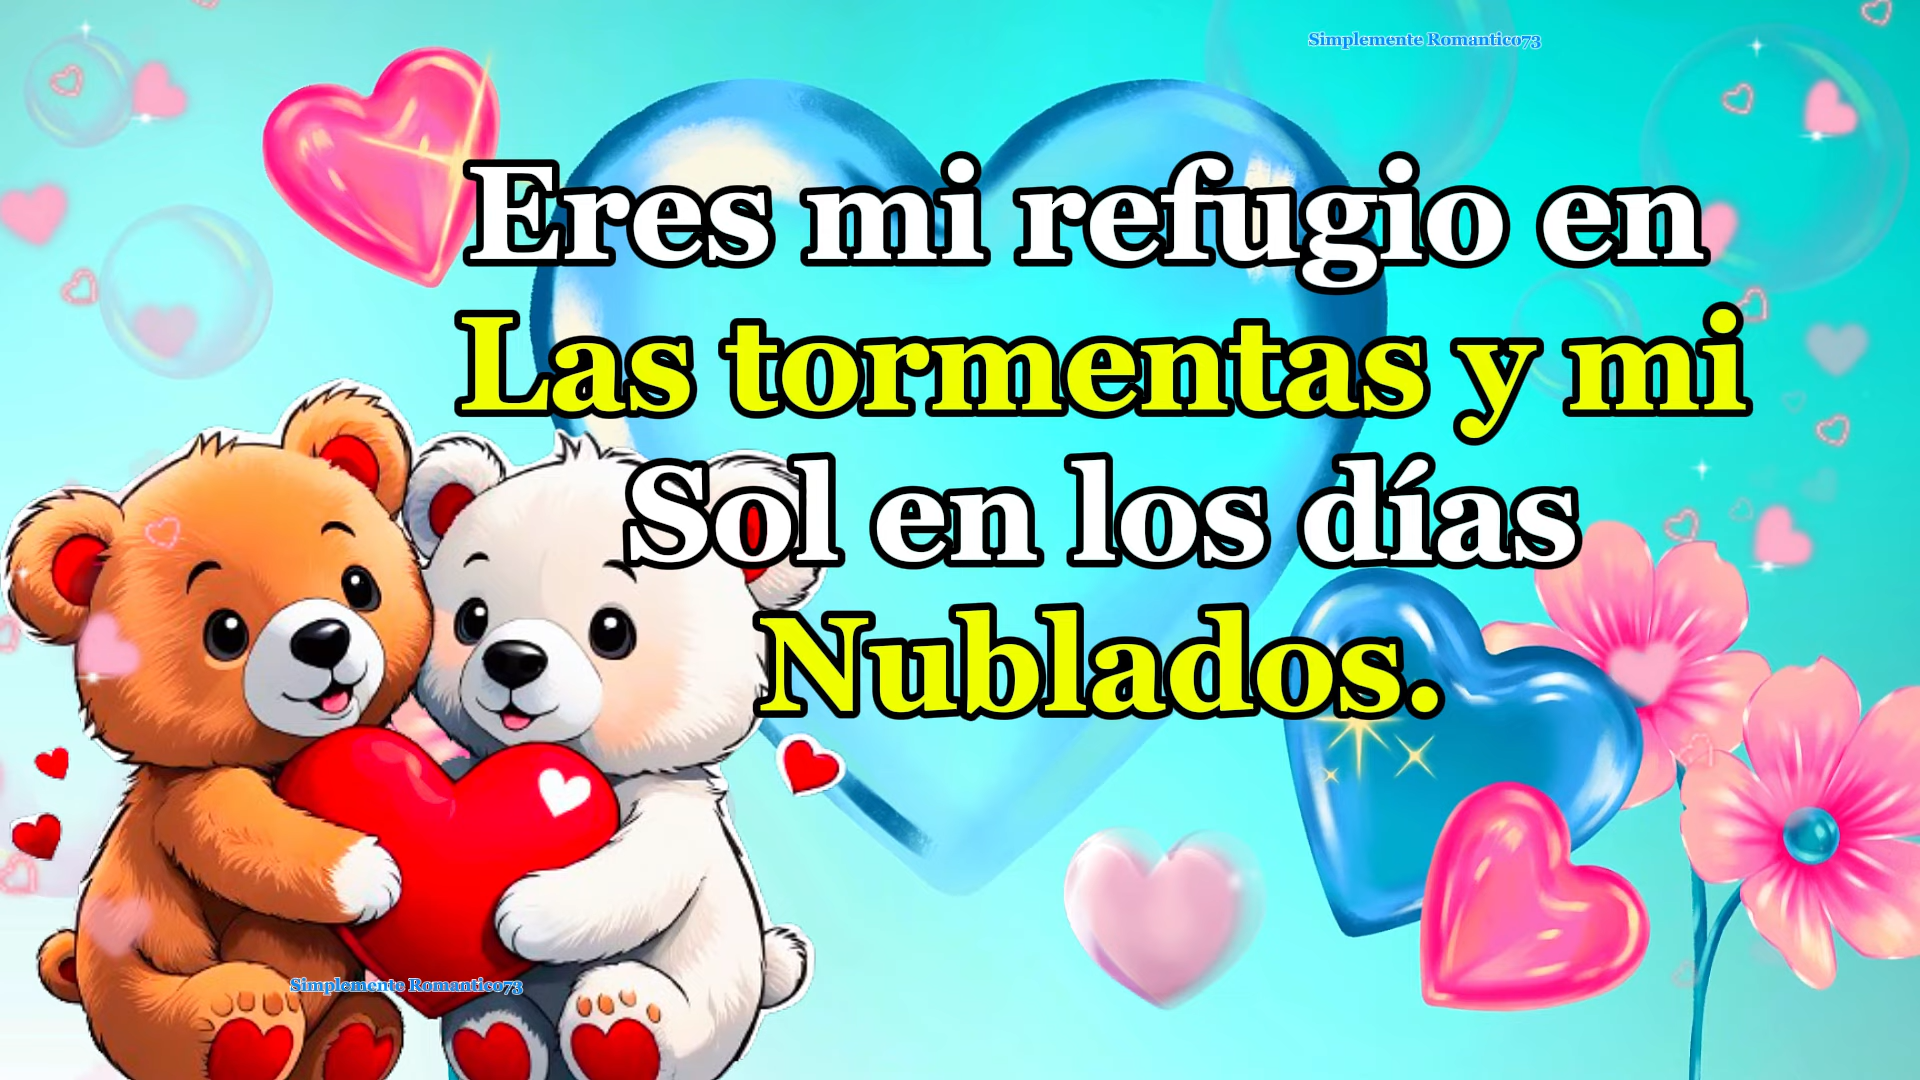 Simplemente Romantico73
Eres mi refugio en
Las tormentas y mi
Sol en los días
Nublados.
Simplemente Romantico73